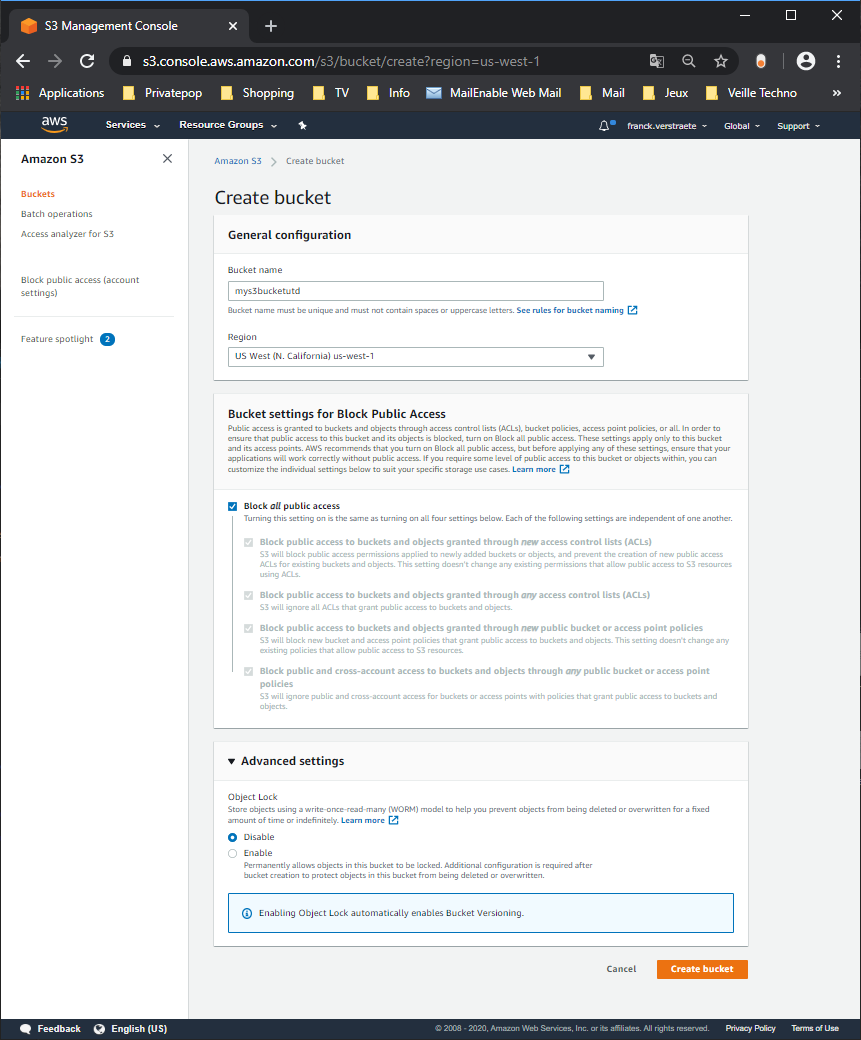 S3 Management Console
s3.console.aws.amazon.com/s3/bucket/create?region=us-west-1
Applications Privatepop Shopping TV Info MailEnable Web Mail Mail Jeux Veille Techno »
aws Services Resource Groups franck.verstraete Global Support
Amazon S3
Buckets
Batch operations
Access analyzer for S3
Block public access (account
settings)
Feature spotlight 2
Amazon S3 Create bucket
Create bucket
General configuration
Bucket name
mys3bucketutd
Bucket name must be unique and must not contain spaces or uppercase letters. See rules for bucket naming
Region
US West (N. California) us-west-1
Bucket settings for Block Public Access
Public access is granted to buckets and objects through access control lists (ACLs), bucket policies, access point policies, or all. In order to
ensure that public access to this bucket and its objects is blocked, turn on Block all public access. These settings apply only to this bucket
and its access points. AWS recommends that you turn on Block all public access, but before applying any of these settings, ensure that your
applications will work correctly without public access. If you require some level of public access to this bucket or objects within, you can
customize the individual settings below to suit your specific storage use cases. Learn more
Block all public access
Turning this setting on is the same as turning on all four settings below. Each of the following settings are independent of one another.
Block public access to buckets and objects granted through new access control lists (ACLs)
S3 will block public access permissions applied to newly added buckets or objects, and prevent the creation of new public access
ACLs for existing buckets and objects. This setting doesn't change any existing permissions that allow public access to S3 resources
using ACLs.
Block public access to buckets and objects granted through any access control lists (ACLs)
S3 will ignore all ACLs that grant public access to buckets and objects.
Block public access to buckets and objects granted through new public bucket or access point policies
S3 will block new bucket and access point policies that grant public access to buckets and objects. This setting doesn't change any
existing policies that allow public access to S3 resources.
Block public and cross-account access to buckets and objects through any public bucket or access point
policies
S3 will ignore public and cross-account access for buckets or access points with policies that grant public access to buckets and
objects.
Advanced settings
Object Lock
Store objects using a write-once-read-many (WORM) model to help you prevent objects from being deleted or overwritten for a fixed
amount of time or indefinitely. Learn more
Disable
Enable
Permanently allows objects in this bucket to be locked. Additional configuration is required after
bucket creation to protect objects in this bucket from being deleted or overwritten.
Enabling Object Lock automatically enables Bucket Versioning.
Cancel Create bucket
Feedback English (US) © 2008 - 2020, Amazon Web Services, Inc. or its affiliates. All rights reserved. Privacy Policy Terms of Use